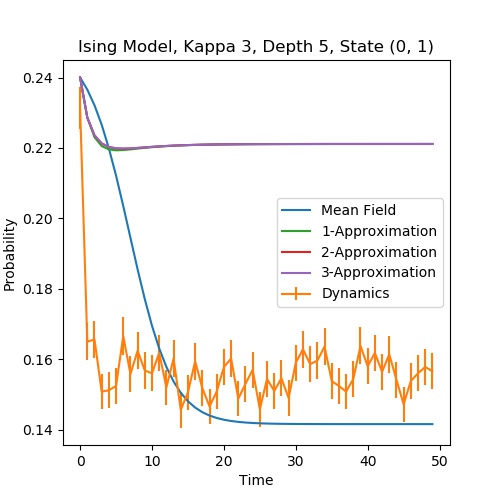 Ising Model, Kappa 3, Depth 5, State (0, 1)
0.24
0.22
0.20
0.18
0.16
0.14
Probability
Mean Field
1-Approximation
2-Approximation
3-Approximation
Dynamics
0 10 20 30 40 50
Time